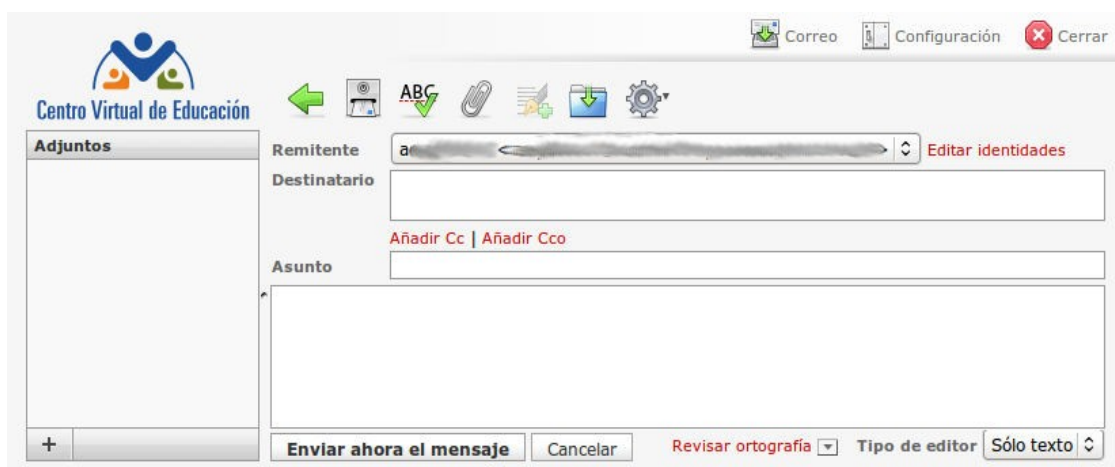 Correo Configuración Cerrar
Centro Virtual de Educación
ABC
Adjuntos
Remitente Editar identidades
Destinatario
Añadir Cc | Añadir Cco
Asunto
+
Enviar ahora el mensaje Cancelar Revisar ortografía Tipo de editor Sólo texto